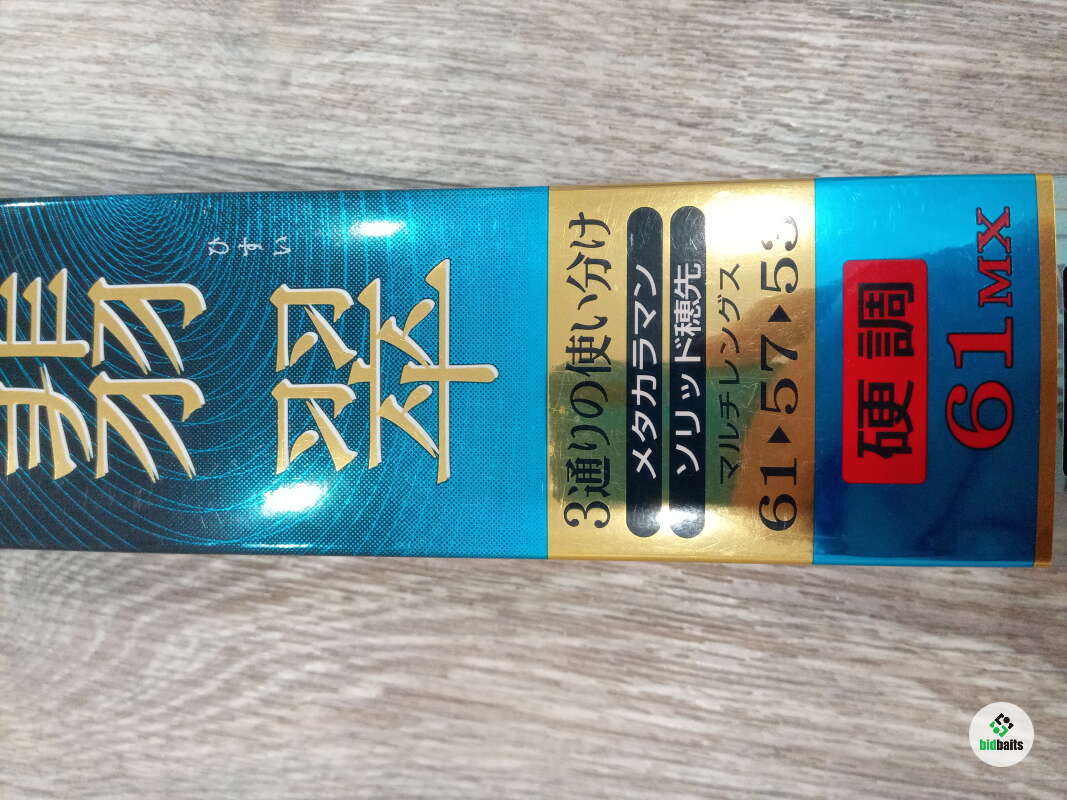 翡翠
ひすい
3通りの使い分け
メタカラマン
ソリッド穂先
マルチレングス
61▶57▶53
硬調
61MX
bidbaits